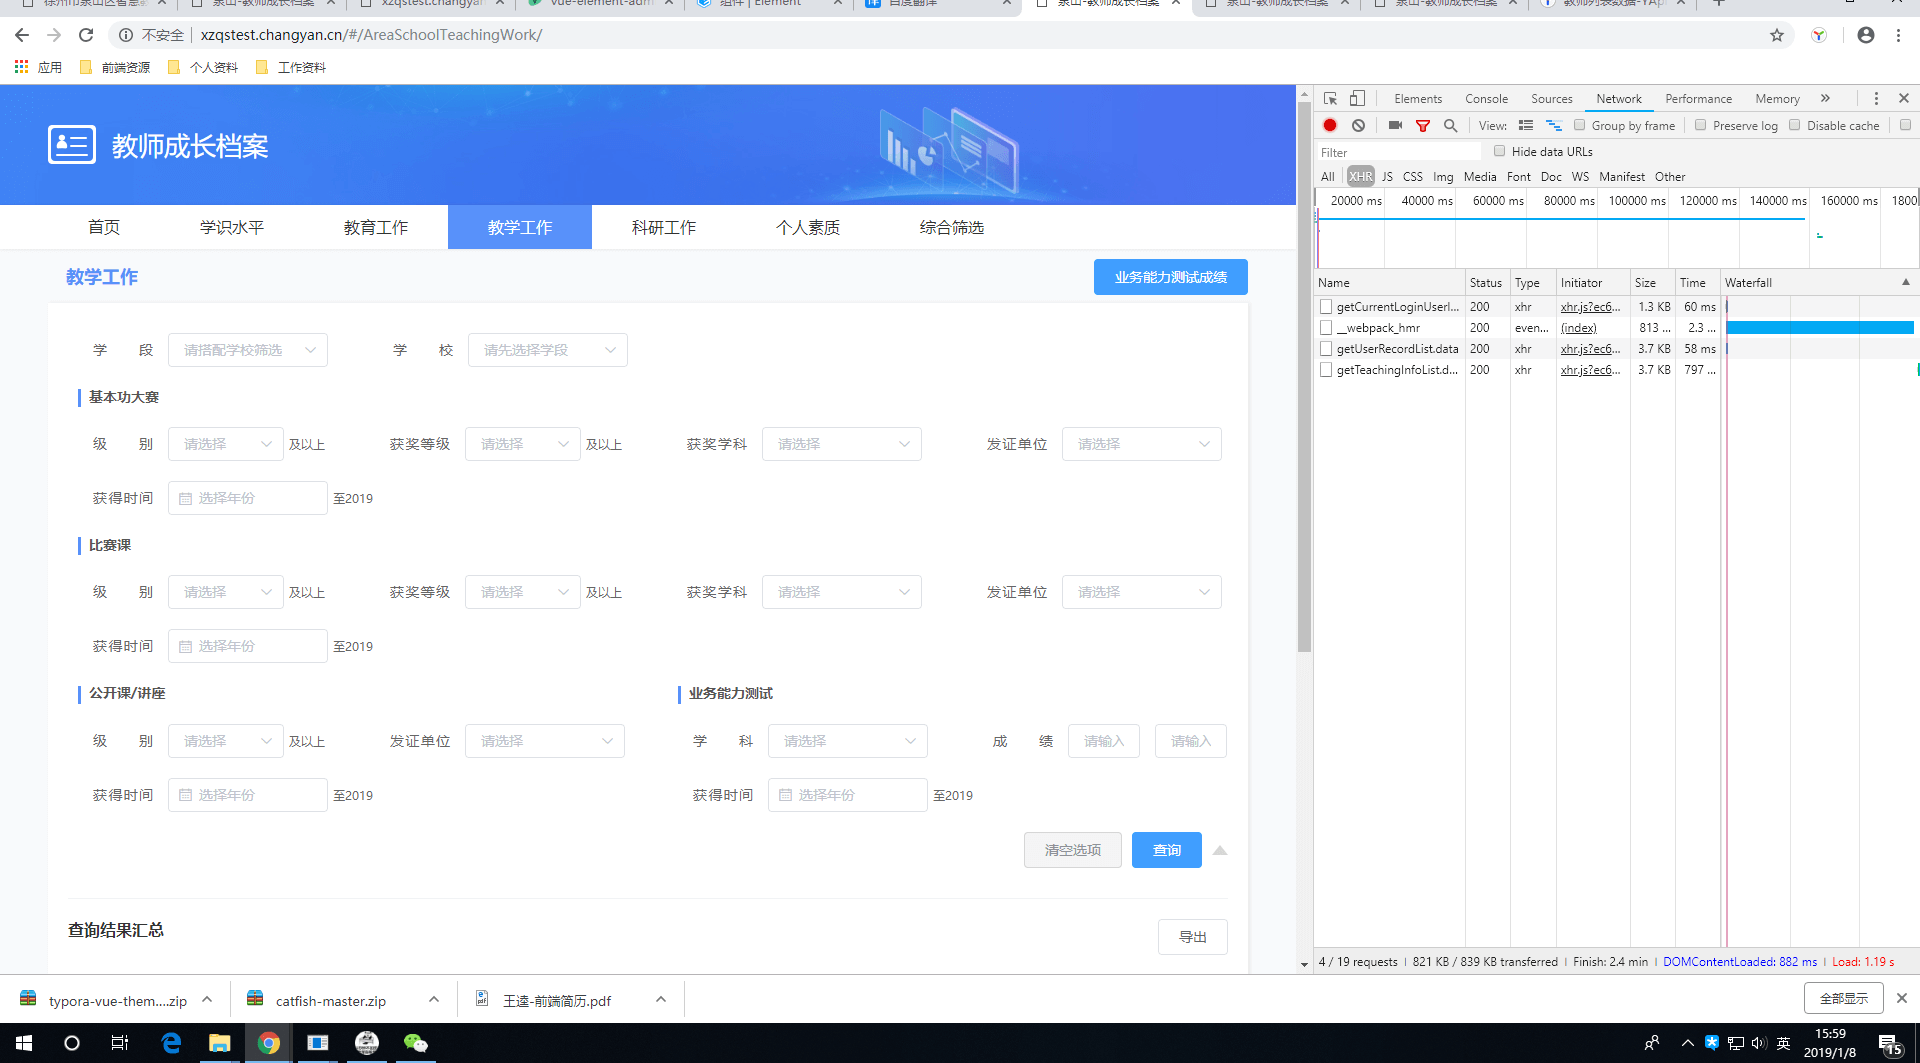 徐州市泉山区智慧
泉山-教师成长档案
xzqstest.changyan
vue-element-adm
组件 | Element
百度翻译
泉山-教师成长档案
泉山-教师成长档案
泉山-教师成长档案
教师列表数据-YApi
不安全 xzqstest.changyan.cn/#/AreaSchoolTeachingWork/
应用 前端资源 个人资料 工作资料
教师成长档案
首页 学识水平 教育工作 教学工作 科研工作 个人素质 综合筛选
教学工作 业务能力测试成绩
学 段 请搭配学校筛选 学 校 请先选择学段
基本功大赛
级 别 请选择 及以上 获奖等级 请选择 及以上 获奖学科 请选择 发证单位 请选择
获得时间 选择年份 至2019
比赛课
级 别 请选择 及以上 获奖等级 请选择 及以上 获奖学科 请选择 发证单位 请选择
获得时间 选择年份 至2019
公开课/讲座 业务能力测试
级 别 请选择 及以上 发证单位 请选择 学 科 请选择 成 绩 请输入 请输入
获得时间 选择年份 至2019 获得时间 选择年份 至2019
清空选项 查询
查询结果汇总 导出
Elements Console Sources Network Performance Memory »
View: Group by frame Preserve log Disable cache
Filter Hide data URLs
All XHR JS CSS Img Media Font Doc WS Manifest Other
20000 ms 40000 ms 60000 ms 80000 ms 100000 ms 120000 ms 140000 ms 160000 ms 1800
Name Status Type Initiator Size Time Waterfall
getCurrentLoginUserI... 200 xhr xhr.js?ec6... 1.3 KB 60 ms
__webpack_hmr 200 even... (index) 813 ... 2.3 ...
getUserRecordList.data 200 xhr xhr.js?ec6... 3.7 KB 58 ms
getTeachingInfoList.d... 200 xhr xhr.js?ec6... 3.7 KB 797 ...
4 / 19 requests | 821 KB / 839 KB transferred | Finish: 2.4 min | DOMContentLoaded: 882 ms | Load: 1.19 s
typora-vue-them....zip catfish-master.zip 王逵-前端简历.pdf 全部显示
英 15:59
2019/1/8 15